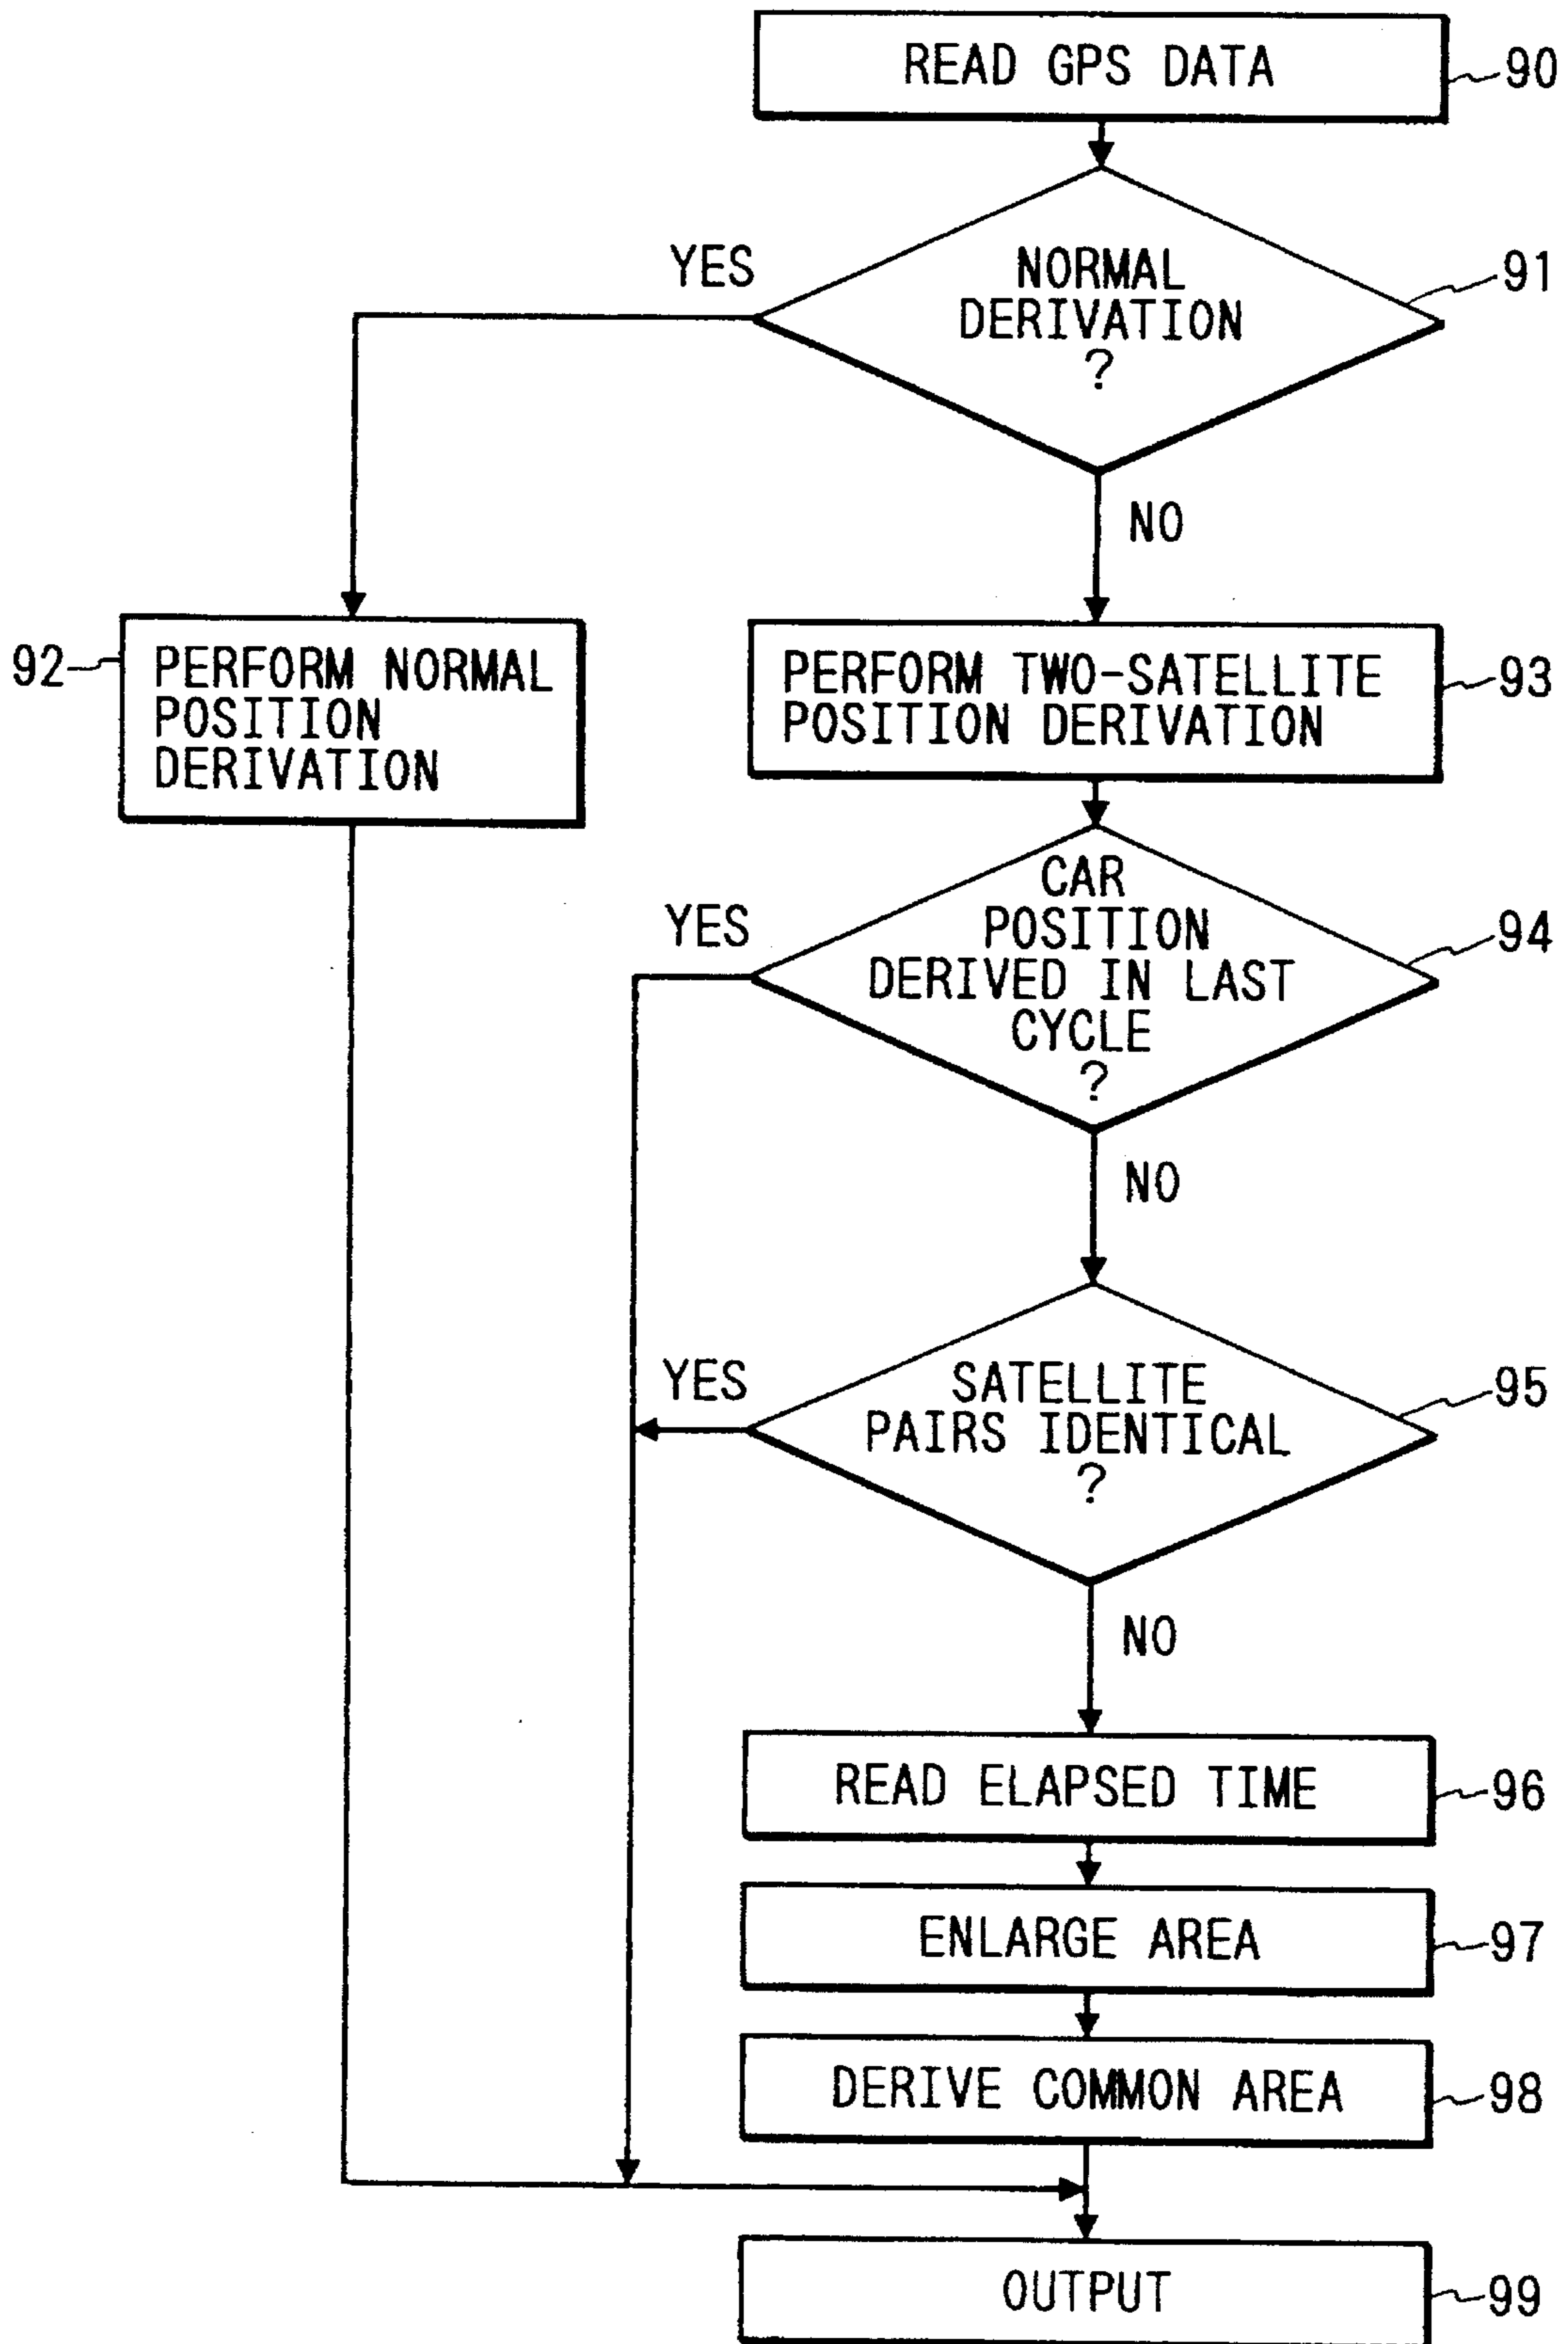 READ GPS DATA
90
NORMAL
DERIVATION
?
91
YES
NO
92
PERFORM NORMAL
POSITION
DERIVATION
PERFORM TWO-SATELLITE
POSITION DERIVATION
93
CAR
POSITION
DERIVED IN LAST
CYCLE
?
94
YES
NO
SATELLITE
PAIRS IDENTICAL
?
95
YES
NO
READ ELAPSED TIME
96
ENLARGE AREA
97
DERIVE COMMON AREA
98
OUTPUT
99